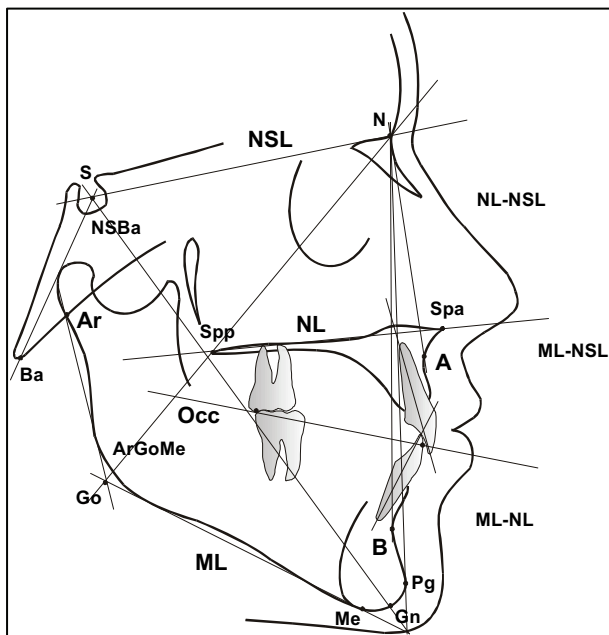 N
NSL
S
NL-NSL
NSBa
Ar
Spa
Spp
NL
ML-NSL
A
Ba
Occ
ArGoMe
Go
ML-NL
B
ML
Pg
Me
Gn